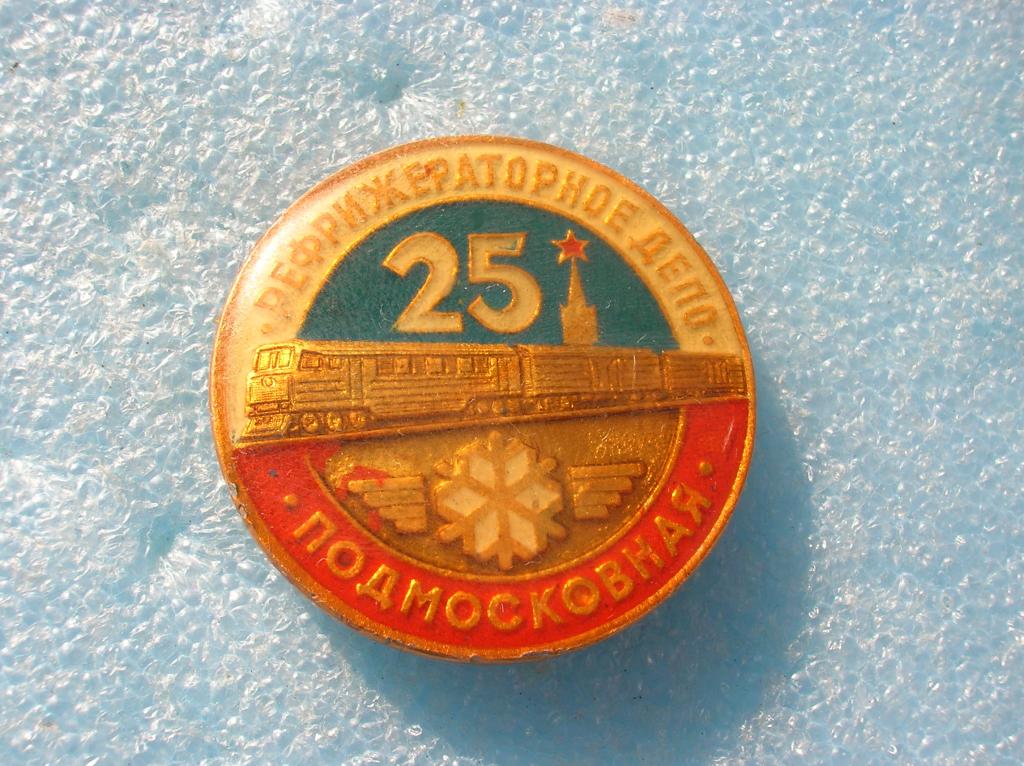 РЕФРИЖЕРАТОРНОЕ ДЕПО
25
ПОДМОСКОВНАЯ